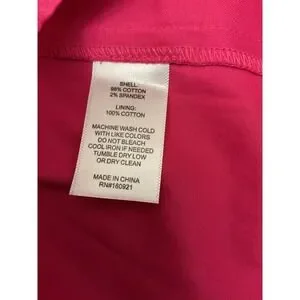 SHELL:
98% COTTON
2% SPANDEX
LINING:
100% COTTON
MACHINE WASH COLD
WITH LIKE COLORS
DO NOT BLEACH
COOL IRON IF NEEDED
TUMBLE DRY LOW
OR DRY CLEAN
MADE IN CHINA
RN#160921